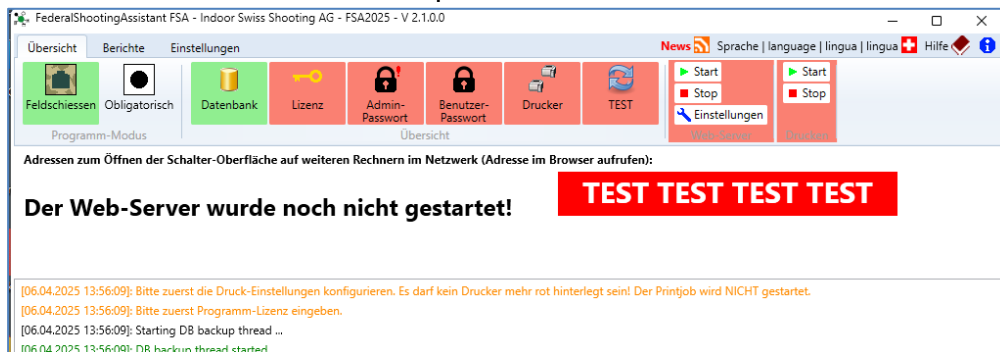 FederalShootingAssistant FSA - Indoor Swiss Shooting AG - FSA2025 - V 2.1.0.0
Übersicht Berichte Einstellungen News Sprache | language | lingua | lingua Hilfe
Feldschiessen Obligatorisch Datenbank Lizenz Admin-Passwort Benutzer-Passwort Drucker TEST Start Stop Einstellungen Start Stop
Programm-Modus Übersicht Web-Server Drucken
Adressen zum Öffnen der Schalter-Oberfläche auf weiteren Rechnern im Netzwerk (Adresse im Browser aufrufen):
TEST TEST TEST TEST
Der Web-Server wurde noch nicht gestartet!
[06.04.2025 13:56:09]: Bitte zuerst die Druck-Einstellungen konfigurieren. Es darf kein Drucker mehr rot hinterlegt sein! Der Printjob wird NICHT gestartet.
[06.04.2025 13:56:09]: Bitte zuerst Programm-Lizenz eingeben.
[06.04.2025 13:56:09]: Starting DB backup thread ...
[06.04.2025 13:56:09]: DB backup thread started